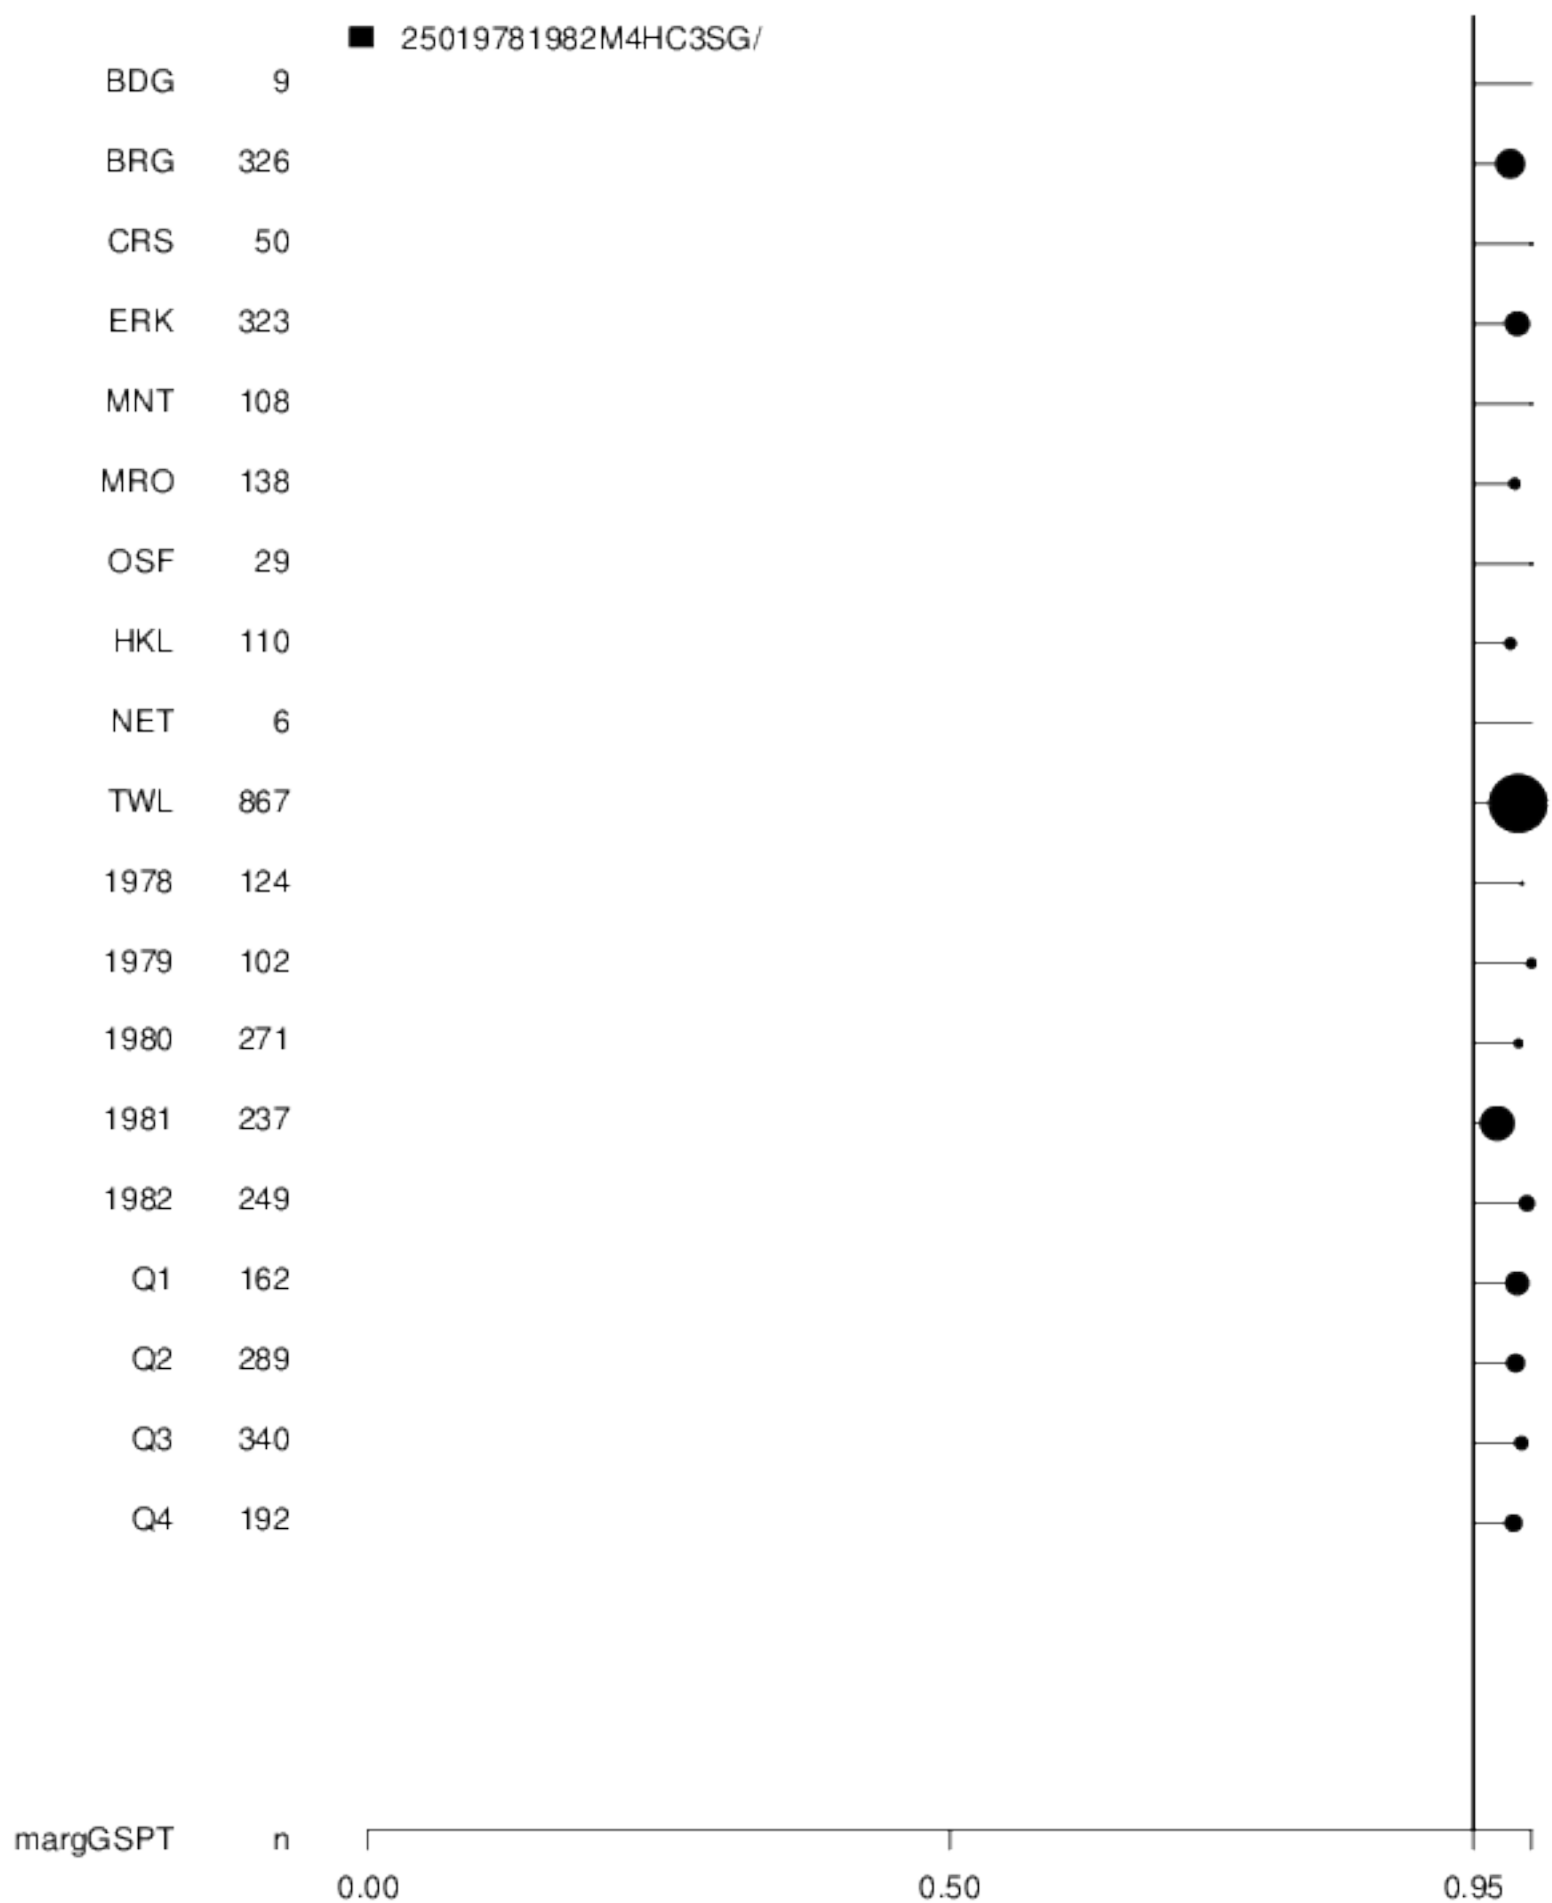 25019781982M4HC3SG/
BDG 9
BRG 326
CRS 50
ERK 323
MNT 108
MRO 138
OSF 29
HKL 110
NET 6
TWL 867
1978 124
1979 102
1980 271
1981 237
1982 249
Q1 162
Q2 289
Q3 340
Q4 192
margGSPT n
0.00 0.50 0.95